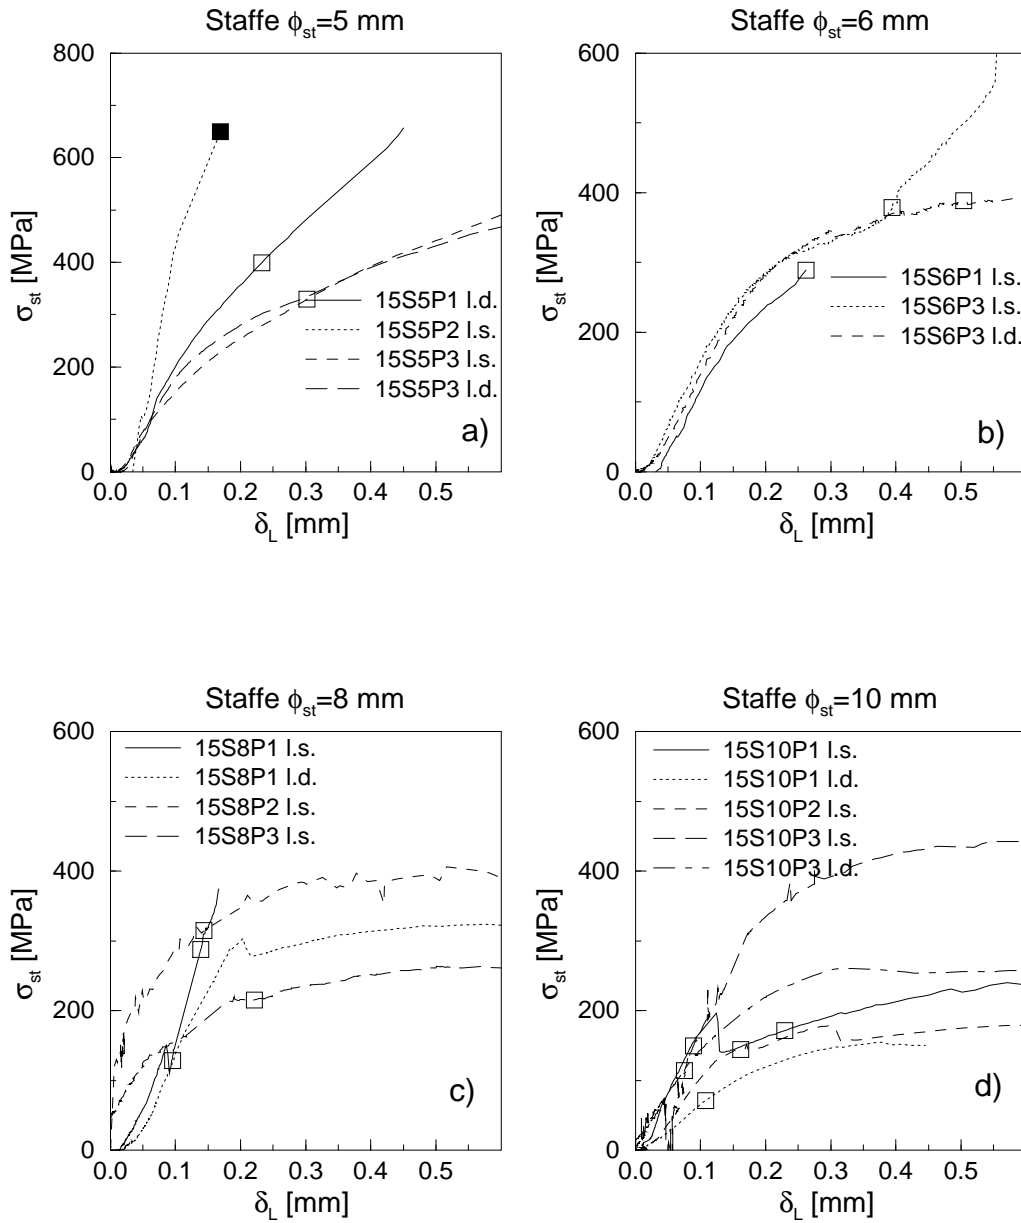 Staffe ϕst=5 mm
800
600
400
200
0
σst [MPa]
15S5P1 l.d.
15S5P2 l.s.
15S5P3 l.s.
15S5P3 l.d.
a)
0.0 0.1 0.2 0.3 0.4 0.5
δL [mm]
Staffe ϕst=6 mm
600
400
200
0
σst [MPa]
15S6P1 l.s.
15S6P3 l.s.
15S6P3 l.d.
b)
0.0 0.1 0.2 0.3 0.4 0.5
δL [mm]
Staffe ϕst=8 mm
600
400
200
0
σst [MPa]
15S8P1 l.s.
15S8P1 l.d.
15S8P2 l.s.
15S8P3 l.s.
c)
0.0 0.1 0.2 0.3 0.4 0.5
δL [mm]
Staffe ϕst=10 mm
600
400
200
0
σst [MPa]
15S10P1 l.s.
15S10P1 l.d.
15S10P2 l.s.
15S10P3 l.s.
15S10P3 l.d.
d)
0.0 0.1 0.2 0.3 0.4 0.5
δL [mm]